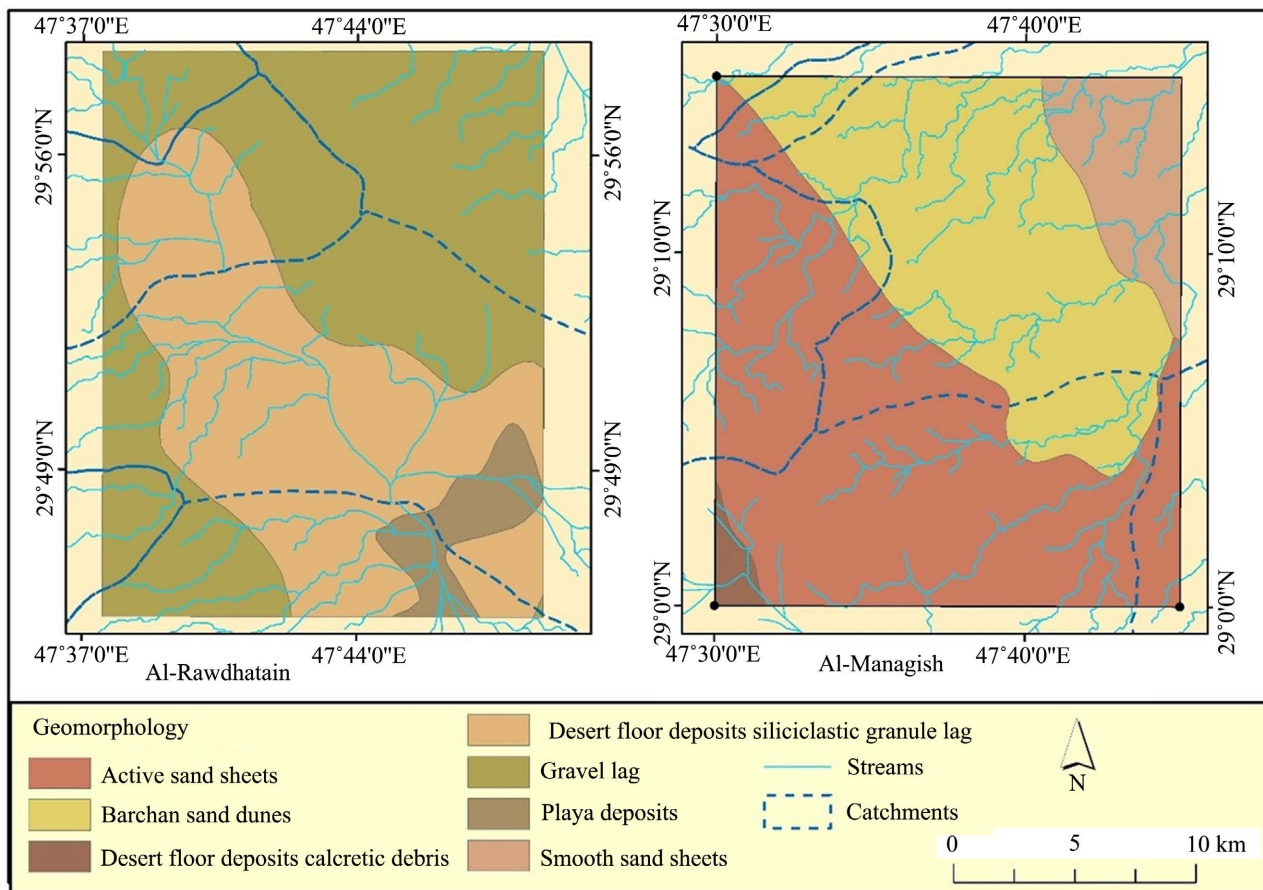 47˚37'0"E 47˚44'0"E 47˚30'0"E 47˚40'0"E
29˚56'0"N 29˚56'0"N
29˚10'0"N 29˚10'0"N
29˚49'0"N 29˚49'0"N
29˚0'0"N 29˚0'0"N
47˚37'0"E 47˚44'0"E 47˚30'0"E 47˚40'0"E
Al-Rawdhatain Al-Managish
Geomorphology
Active sand sheets
Barchan sand dunes
Desert floor deposits calcretic debris
Desert floor deposits siliciclastic granule lag
Gravel lag
Playa deposits
Smooth sand sheets
Streams
Catchments
N
0 5 10 km